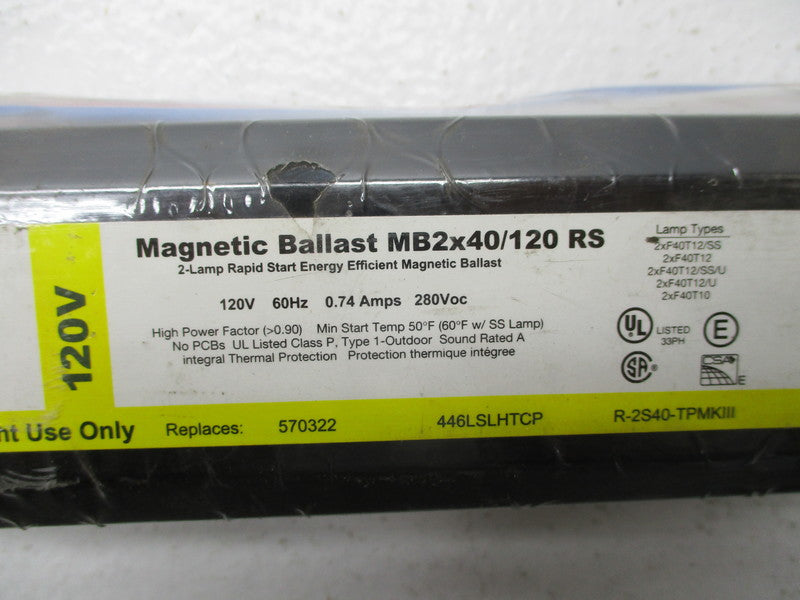 Magnetic Ballast MB2x40/120 RS
2-Lamp Rapid Start Energy Efficient Magnetic Ballast
120V 60Hz 0.74 Amps 280Voc
High Power Factor (>0.90) Min Start Temp 50°F (60°F w/ SS Lamp)
No PCBs UL Listed Class P, Type 1-Outdoor Sound Rated A
integral Thermal Protection Protection thermique intégree
120V
Lamp Types
2xF40T12/SS
2xF40T12
2xF40T12/SS/U
2xF40T12/U
2xF40T10
UL LISTED
33PH
E
SA
CSA
E
Use Only
Replaces: 570322 446LSLHTCP R-2S40-TPMKIII